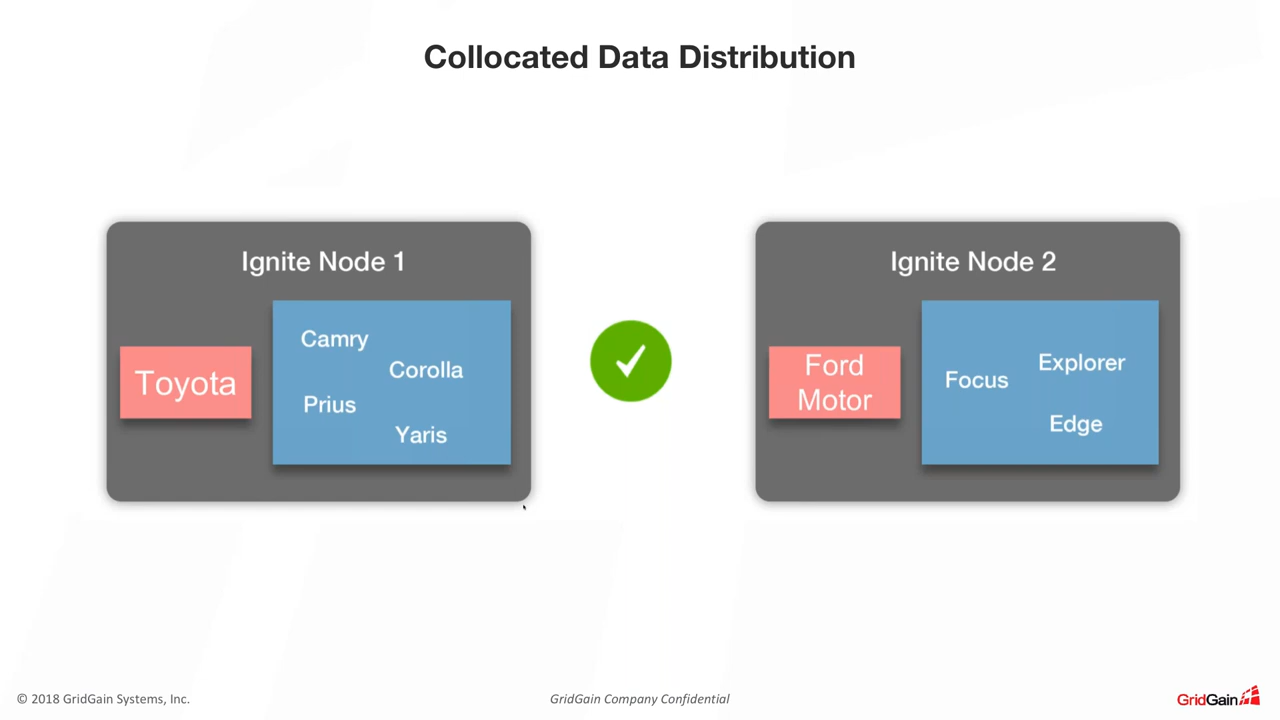 Collocated Data Distribution
Ignite Node 1
Toyota
Camry
Corolla
Prius
Yaris
Ignite Node 2
Ford
Motor
Focus
Explorer
Edge
© 2018 GridGain Systems, Inc.
GridGain Company Confidential
GridGain